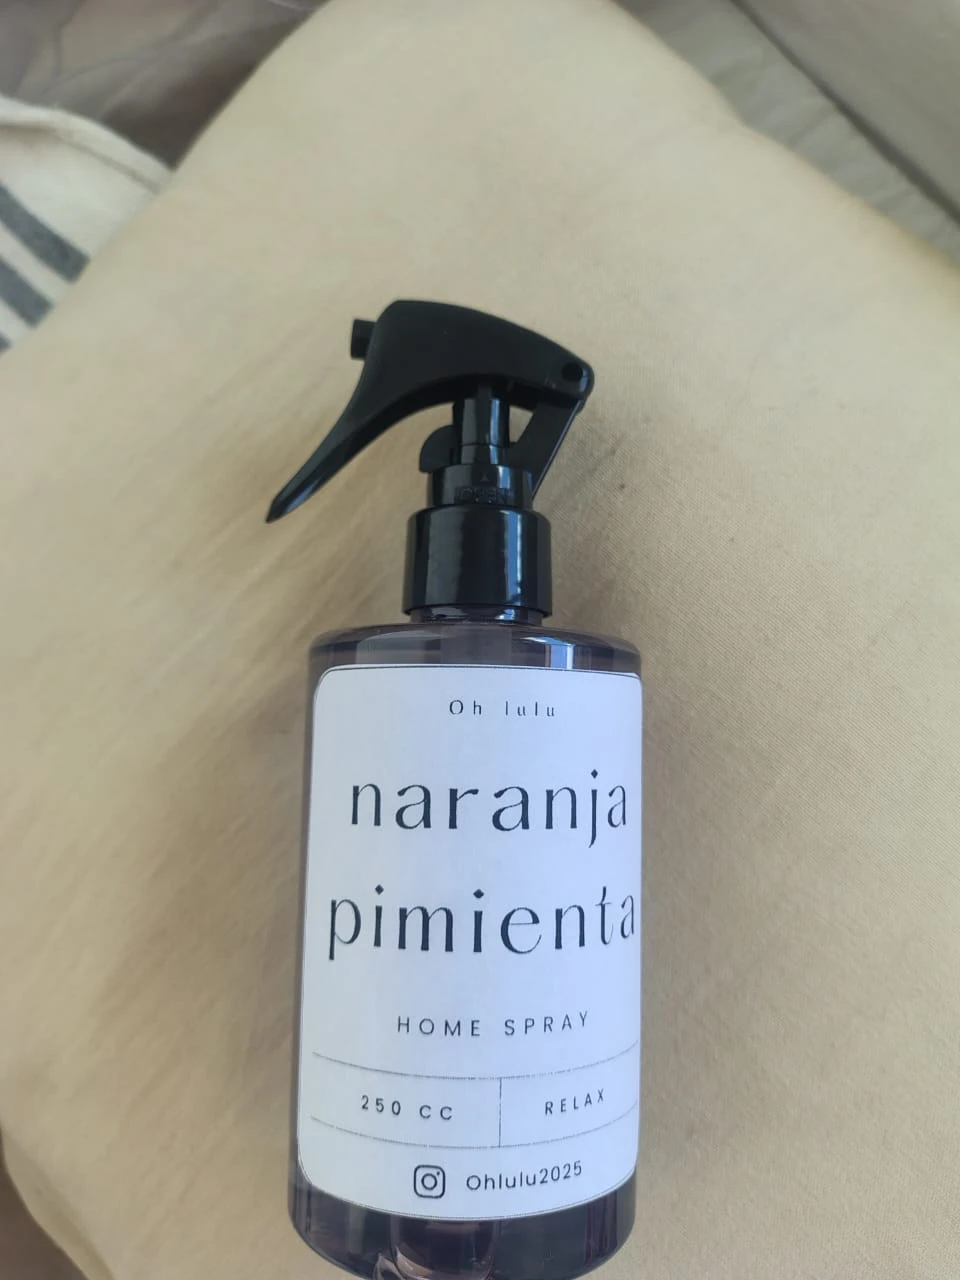 Oh lulu
naranja
pimienta
HOME SPRAY
250 CC
RELAX
Ohlulu2025